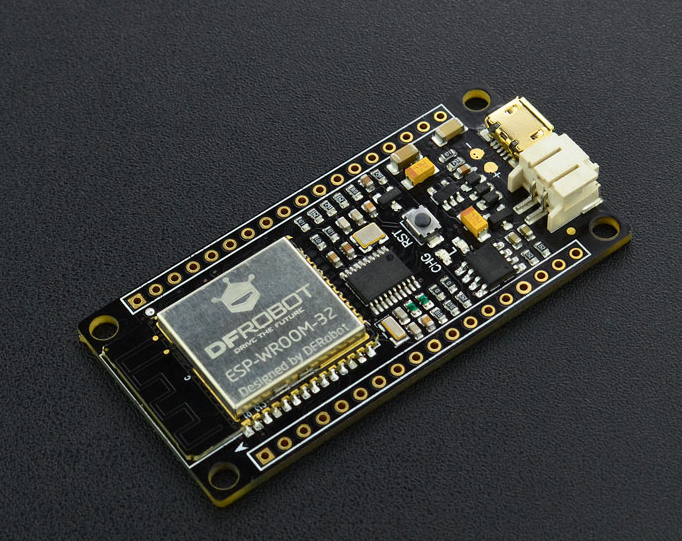 DFROBOT
DRIVE THE FUTURE
ESP-WROOM-32
Designed by DFRobot
RST
CHG
-
+